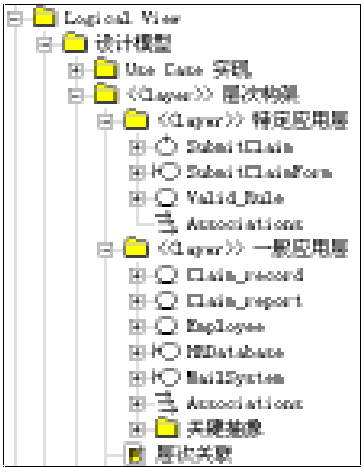 Logical View
设计模型
Use Case 实现
<<layer>> 层次构架
<<layer>> 特定应用层
SubmitClaim
SubmitClaimForm
Valid_Rule
Associations
<<layer>> 一般应用层
Claim_record
Claim_report
Employee
HRDatabase
MailSystem
Associations
关键抽象
层次关联